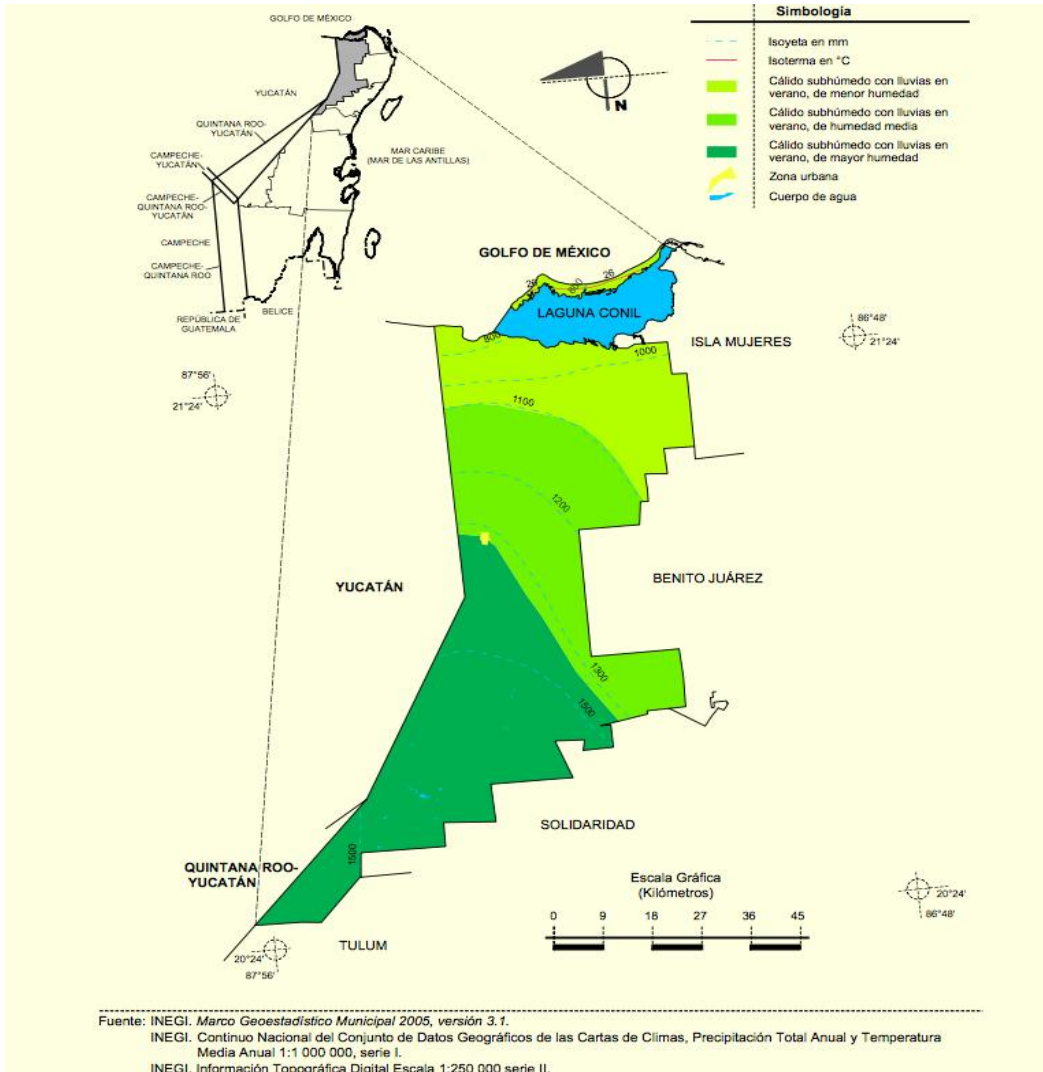 GOLFO DE MÉXICO
YUCATÁN
QUINTANA ROO-
YUCATÁN
CAMPECHE-
YUCATÁN
CAMPECHE-
QUINTANA ROO-
YUCATÁN
CAMPECHE
CAMPECHE-
QUINTANA ROO
REPÚBLICA DE
GUATEMALA
BELICE
MAR CARIBE
(MAR DE LAS ANTILLAS)
N
Simbología
Isoyeta en mm
Isoterma en °C
Cálido subhúmedo con lluvias en
verano, de menor humedad
Cálido subhúmedo con lluvias en
verano, de humedad media
Cálido subhúmedo con lluvias en
verano, de mayor humedad
Zona urbana
Cuerpo de agua
GOLFO DE MÉXICO
26
800
26
LAGUNA CONIL
800
1000
ISLA MUJERES
86°48'
21°24'
87°56'
21°24'
1100
1200
YUCATÁN
BENITO JUÁREZ
1300
1500
SOLIDARIDAD
1500
QUINTANA ROO-
YUCATÁN
TULUM
20°24'
87°56'
Escala Gráfica
(Kilómetros)
0 9 18 27 36 45
20°24'
86°48'
Fuente: INEGI. Marco Geoestadístico Municipal 2005, versión 3.1.
INEGI. Continuo Nacional del Conjunto de Datos Geográficos de las Cartas de Climas, Precipitación Total Anual y Temperatura
Media Anual 1:1 000 000, serie I.
INEGI. Información Topográfica Digital Escala 1:250 000 serie II.